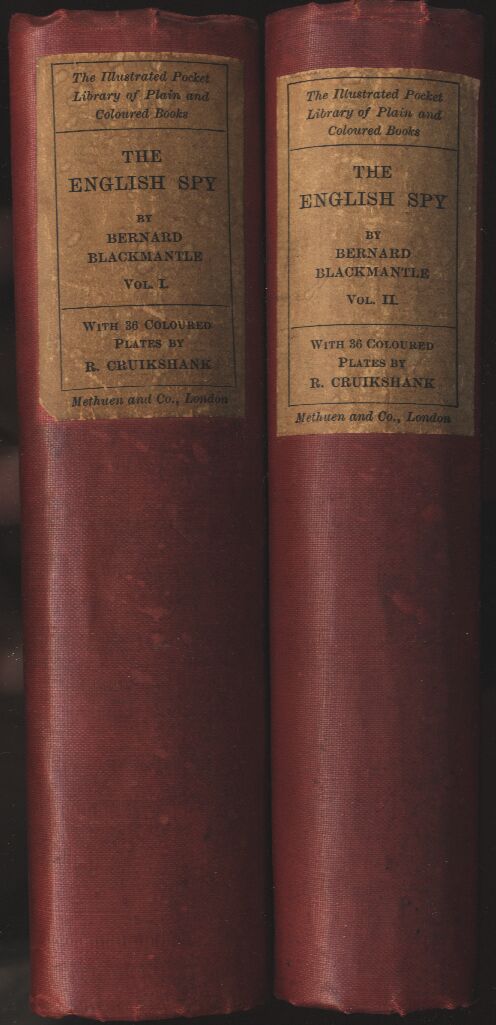 The Illustrated Pocket
Library of Plain and
Coloured Books
THE
ENGLISH SPY
BY
BERNARD
BLACKMANTLE
VOL. I.
WITH 36 COLOURED
PLATES BY
R. CRUIKSHANK
Methuen and Co., London
The Illustrated Pocket
Library of Plain and
Coloured Books
THE
ENGLISH SPY
BY
BERNARD
BLACKMANTLE
VOL. II.
WITH 36 COLOURED
PLATES BY
R. CRUIKSHANK
Methuen and Co., London